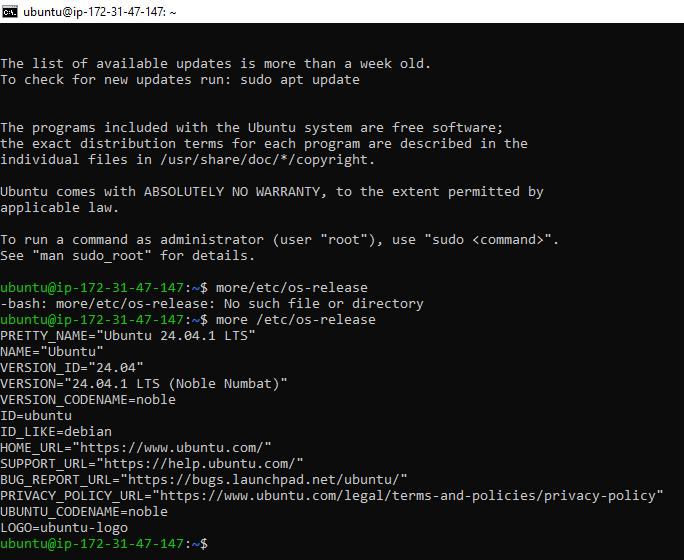 ubuntu@ip-172-31-47-147: ~
The list of available updates is more than a week old.
To check for new updates run: sudo apt update
The programs included with the Ubuntu system are free software;
the exact distribution terms for each program are described in the
individual files in /usr/share/doc/*/copyright.
Ubuntu comes with ABSOLUTELY NO WARRANTY, to the extent permitted by
applicable law.
To run a command as administrator (user "root"), use "sudo <command>".
See "man sudo_root" for details.
ubuntu@ip-172-31-47-147:~$ more/etc/os-release
-bash: more/etc/os-release: No such file or directory
ubuntu@ip-172-31-47-147:~$ more /etc/os-release
PRETTY_NAME="Ubuntu 24.04.1 LTS"
NAME="Ubuntu"
VERSION_ID="24.04"
VERSION="24.04.1 LTS (Noble Numbat)"
VERSION_CODENAME=noble
ID=ubuntu
ID_LIKE=debian
HOME_URL="https://www.ubuntu.com/"
SUPPORT_URL="https://help.ubuntu.com/"
BUG_REPORT_URL="https://bugs.launchpad.net/ubuntu/"
PRIVACY_POLICY_URL="https://www.ubuntu.com/legal/terms-and-policies/privacy-policy"
UBUNTU_CODENAME=noble
LOGO=ubuntu-logo
ubuntu@ip-172-31-47-147:~$